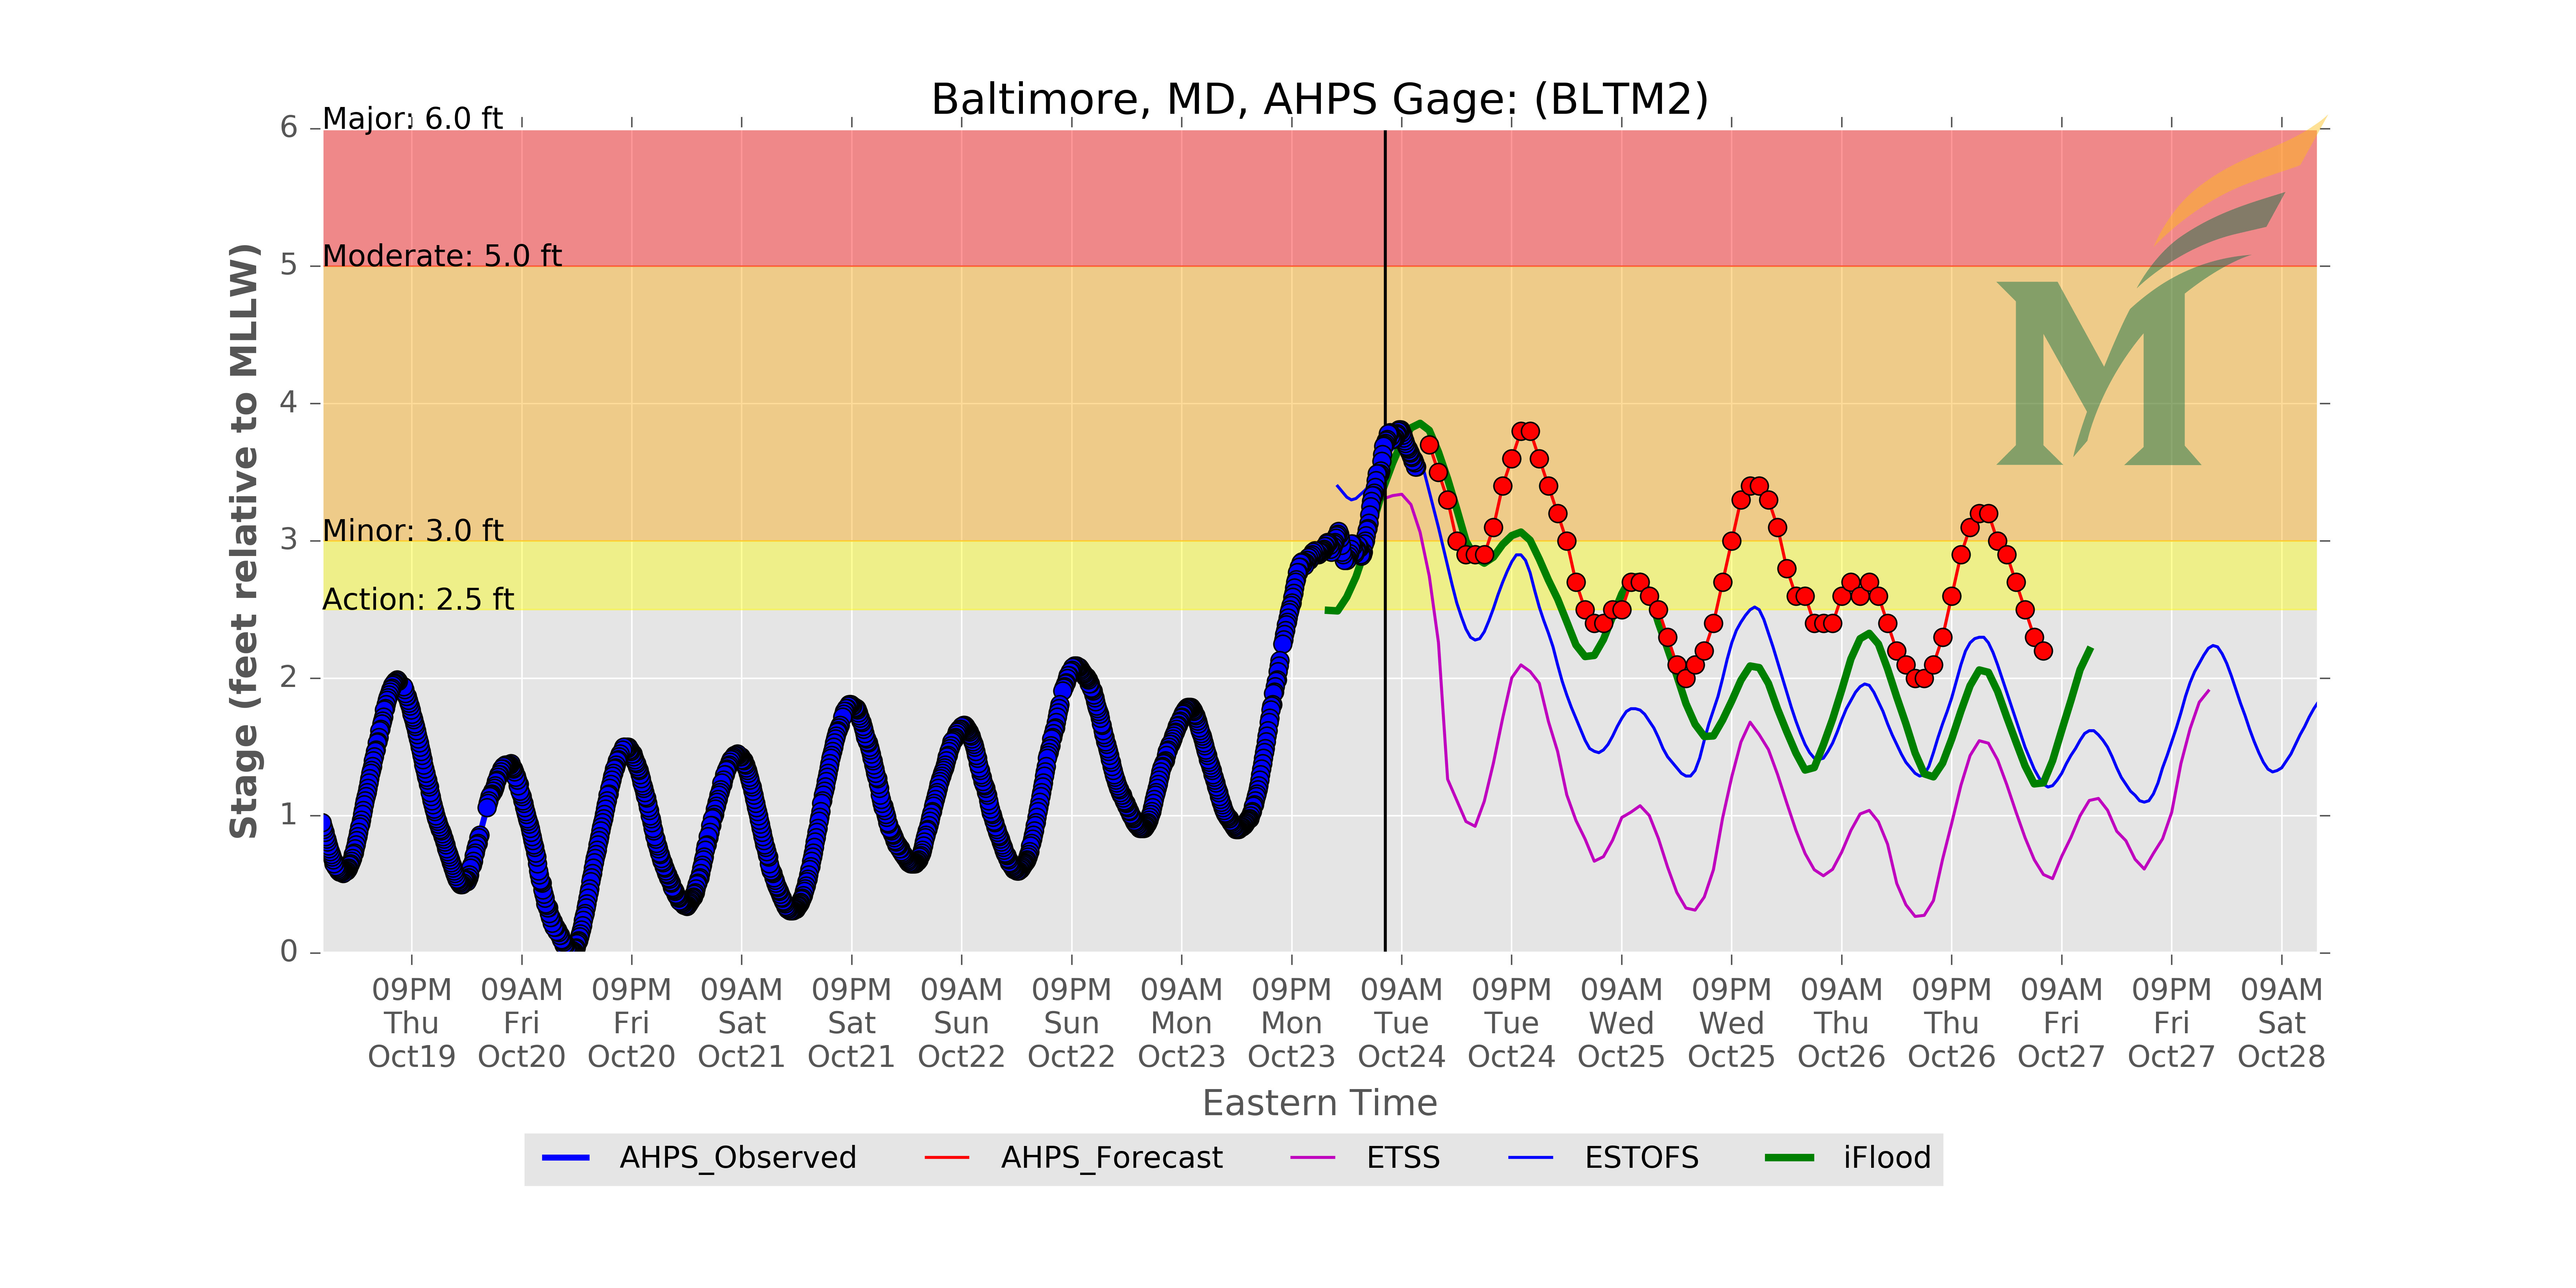 Baltimore, MD, AHPS Gage: (BLTM2)
Major: 6.0 ft
Moderate: 5.0 ft
Minor: 3.0 ft
Action: 2.5 ft
Stage (feet relative to MLLW)
6
5
4
3
2
1
0
09PM 09AM 09PM 09AM 09PM 09AM 09PM 09AM 09PM 09AM 09PM 09AM 09PM 09AM 09PM 09AM 09PM 09AM
Thu Fri Fri Sat Sat Sun Sun Mon Mon Tue Tue Wed Wed Thu Thu Fri Fri Sat
Oct19 Oct20 Oct20 Oct21 Oct21 Oct22 Oct22 Oct23 Oct23 Oct24 Oct24 Oct25 Oct25 Oct26 Oct26 Oct27 Oct27 Oct28
Eastern Time
AHPS_Observed AHPS_Forecast ETSS ESTOFS iFlood
M